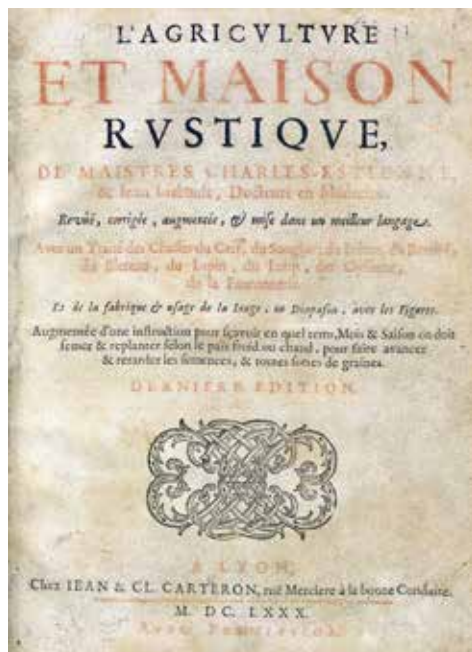 L'AGRICVLTVRE
ET MAISON
RVSTIQVE,
DE MAISTRES CHARLES-ESTIENNE,
& Iean Liebault, Docteurs en Medecine.
Revûë, corrigée, augmentée, & mise dans un meilleur langage.
Avec un Traité des Chasses du Cerf, du Sanglier, du Lievre, du Renard,
du Blereau, du Lapin, du Loup, des Oyseaux,
de la Fauconnerie.
Et de la fabrique & usage de la Iauge, ou Diapason, avec les Figures.
Augmentée d'une instruction pour sçavoir en quel tems, Mois & Saison on doit
semer & replanter selon le païs froid ou chaud, pour faire avancer
& retarder les semences, & toutes sortes de graines.
DERNIERE EDITION.
A LYON,
Chez IEAN & CL. CARTERON, ruë Merciere à la bonne Conduite.
M. DC. LXXX.
Avec Permission.